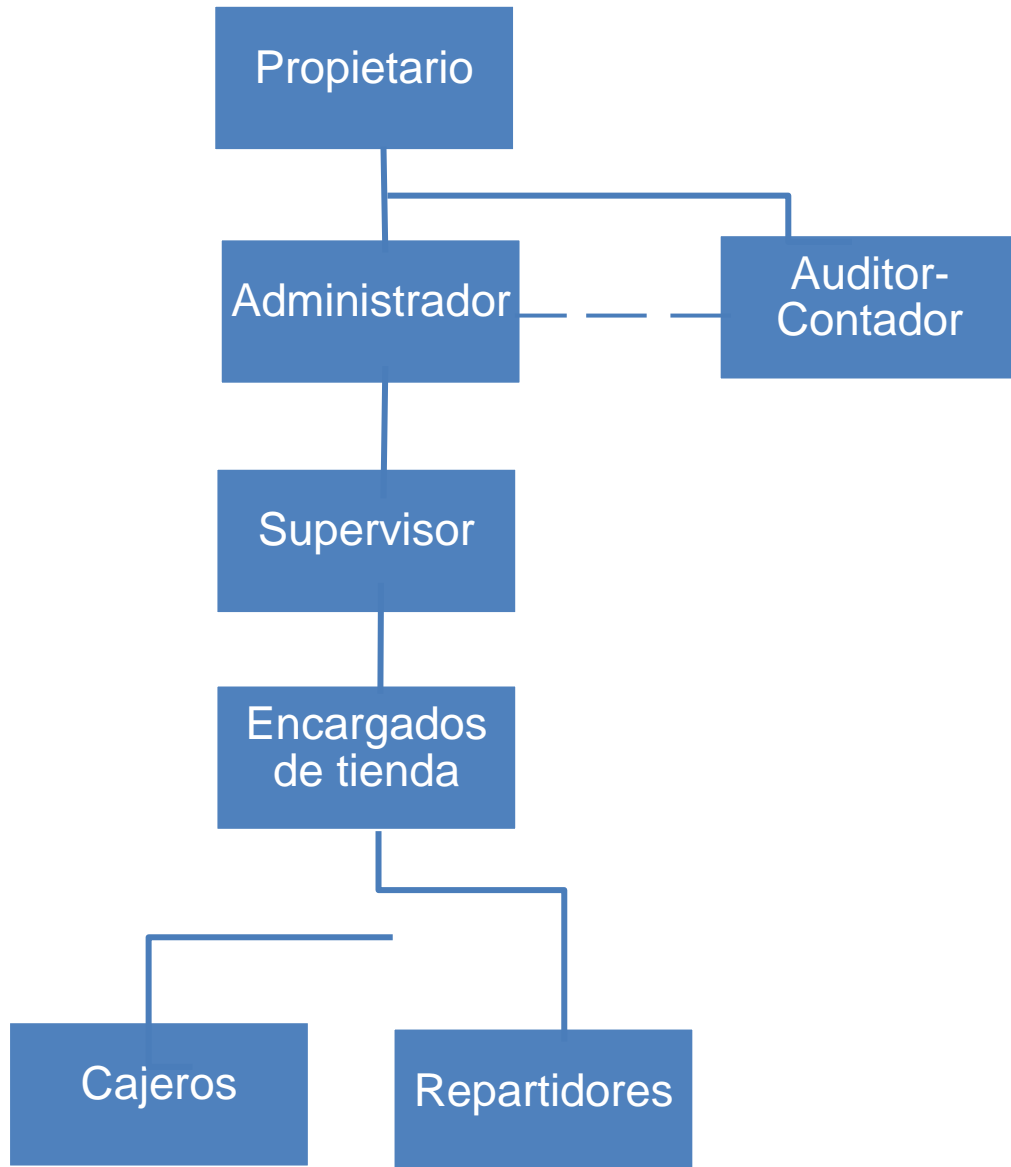 Propietario
Administrador
Auditor-
Contador
Supervisor
Encargados
de tienda
Cajeros
Repartidores